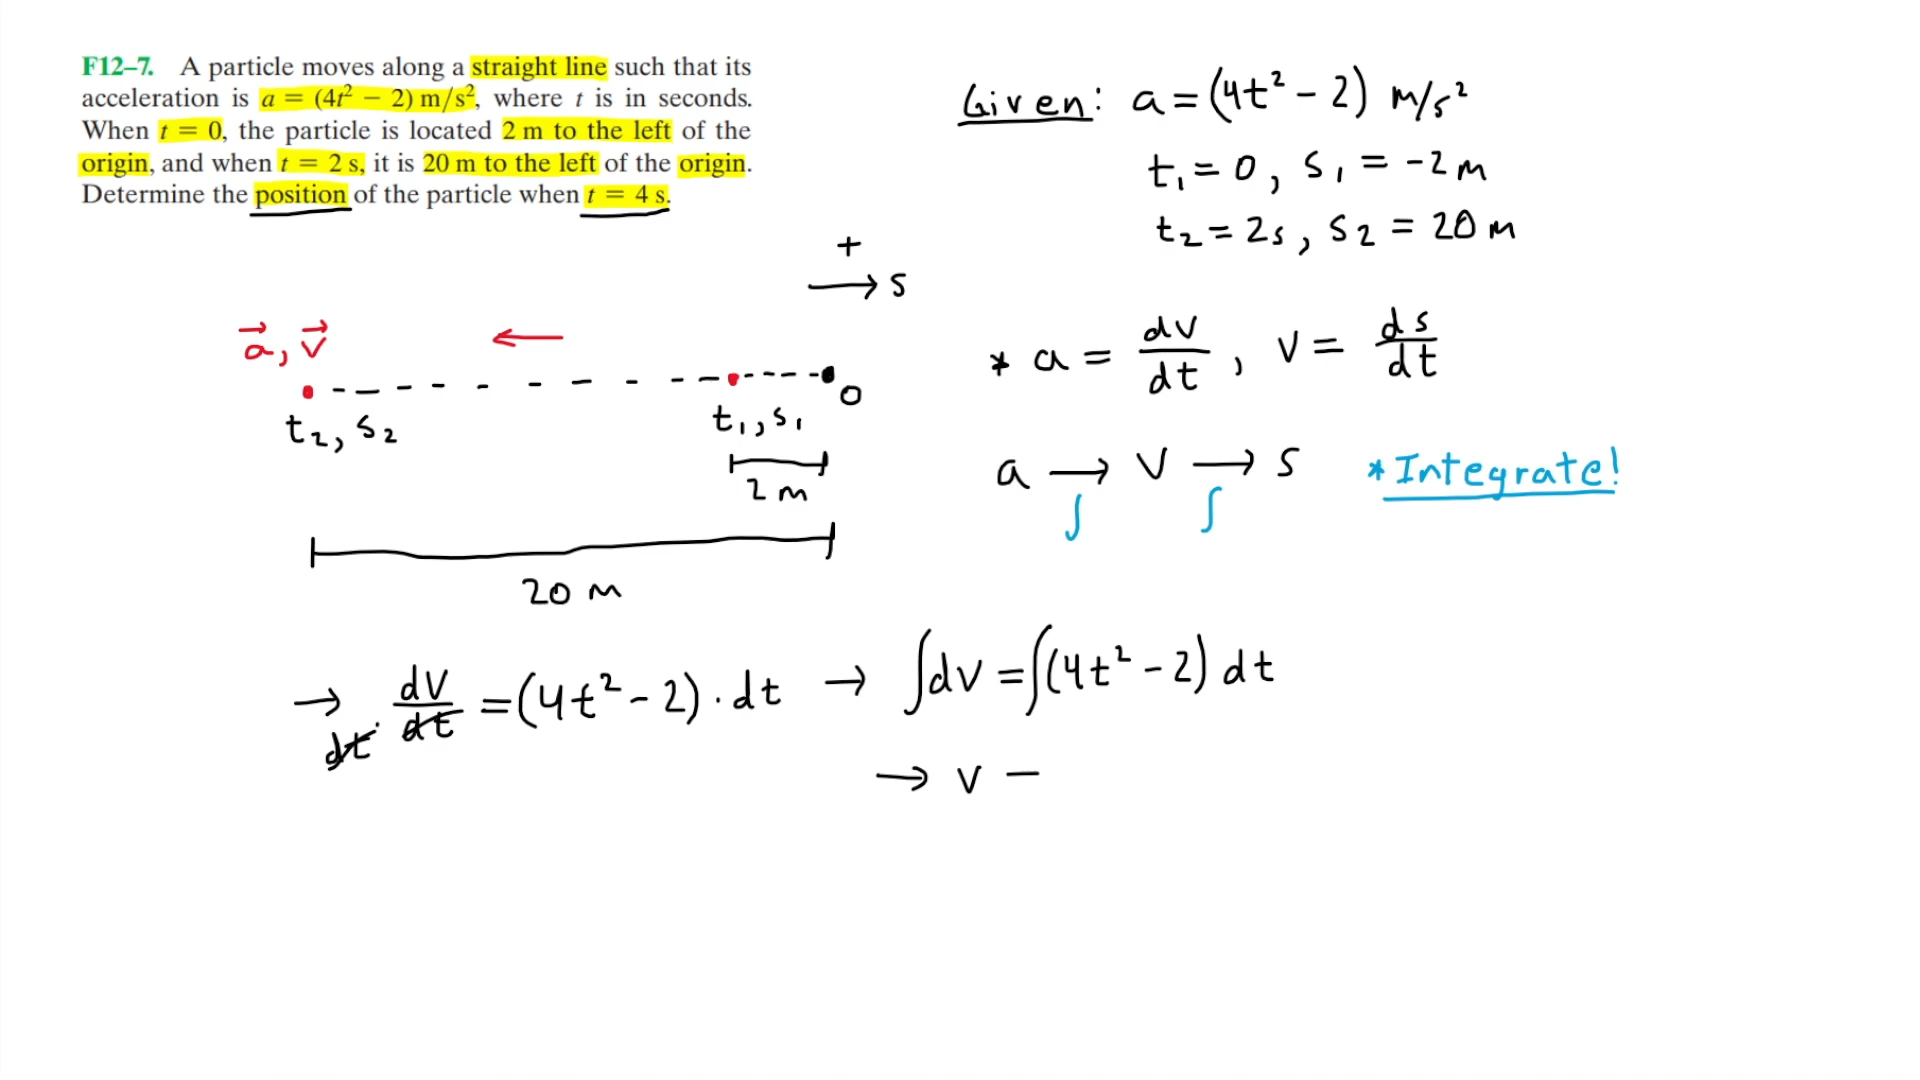 F12–7. A particle moves along a straight line such that its
acceleration is a = (4t² − 2) m/s², where t is in seconds.
When t = 0, the particle is located 2 m to the left of the
origin, and when t = 2 s, it is 20 m to the left of the origin.
Determine the position of the particle when t = 4 s.
Given: a = (4t² − 2) m/s²
t₁ = 0, s₁ = −2 m
t₂ = 2s, s₂ = 20 m
+
→ s
a⃗, v⃗ ←
0
t₂, s₂
t₁, s₁
2 m
20 m
* a = dv/dt, v = ds/dt
a → v → s *Integrate!
∫ ∫
→ dt · dv/dt = (4t² − 2) · dt → ∫dv = ∫(4t² − 2) dt
→ v −